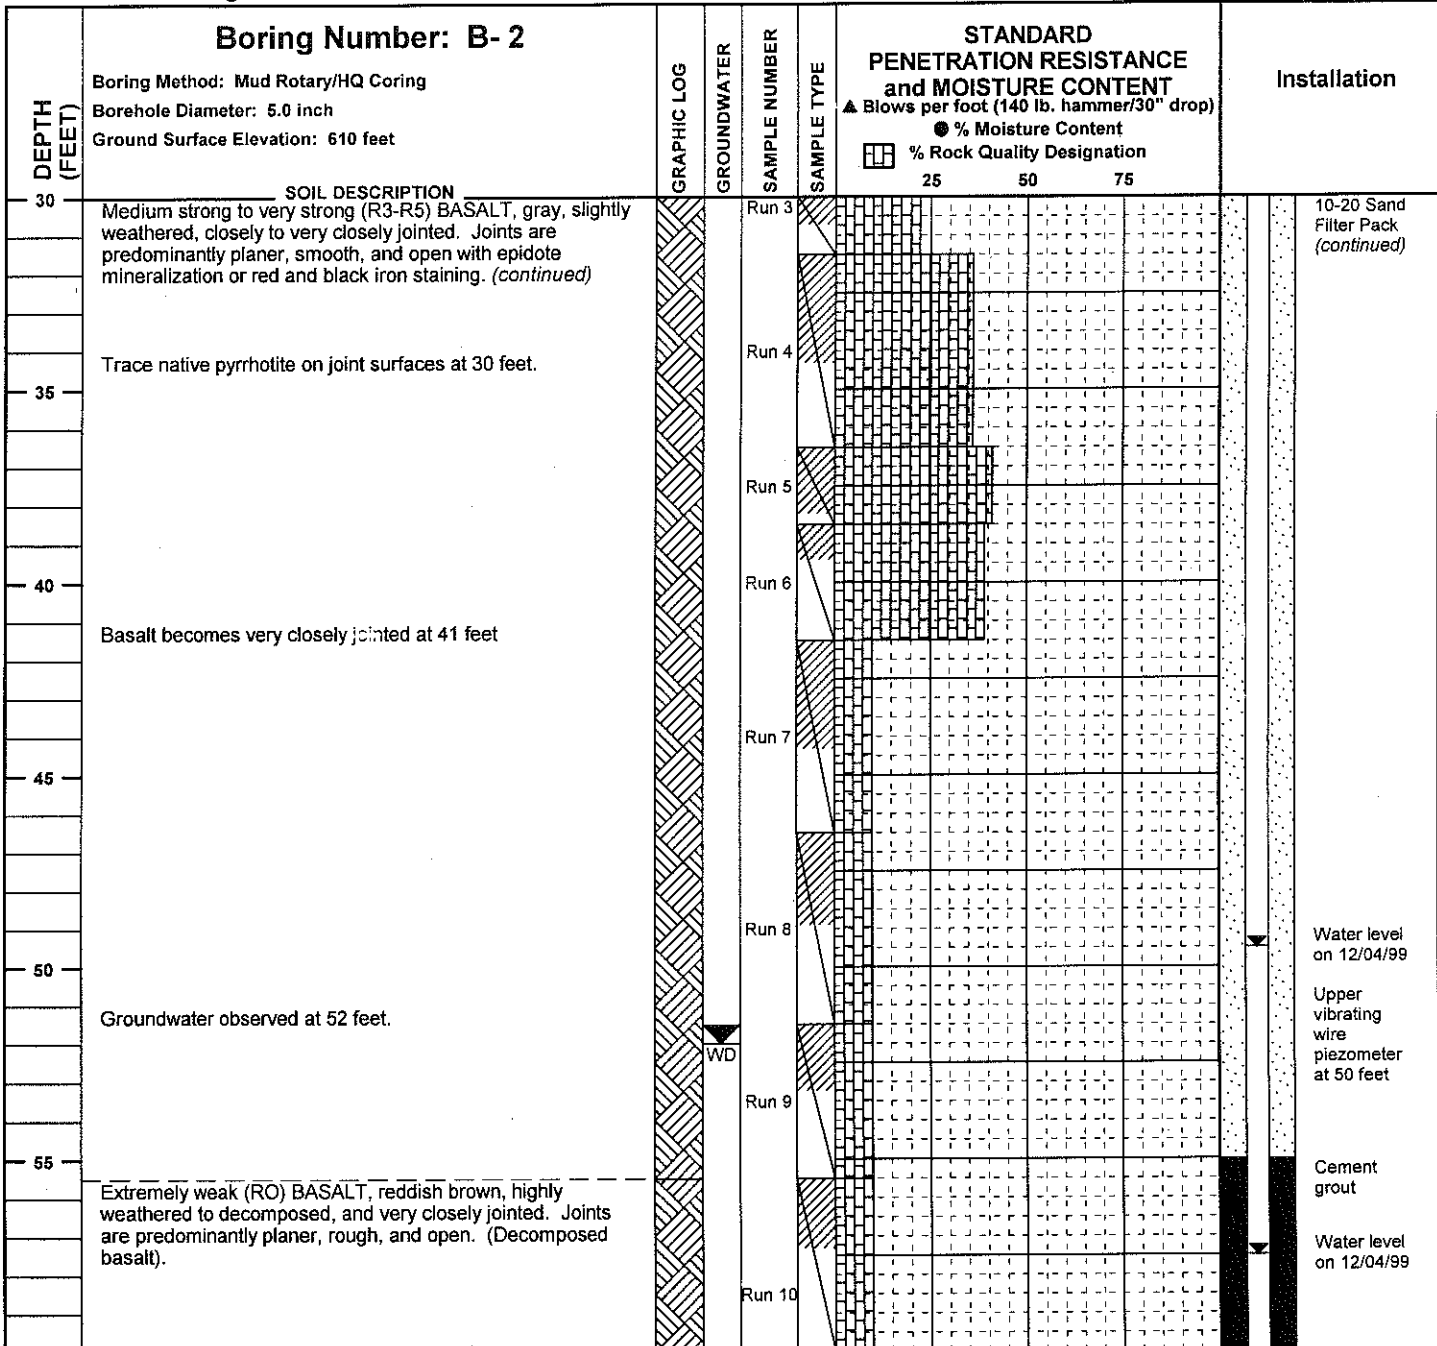 Boring Number: B- 2
Boring Method: Mud Rotary/HQ Coring
Borehole Diameter: 5.0 inch
Ground Surface Elevation: 610 feet
DEPTH
(FEET)
SOIL DESCRIPTION
GRAPHIC LOG
GROUNDWATER
SAMPLE NUMBER
SAMPLE TYPE
STANDARD
PENETRATION RESISTANCE
and MOISTURE CONTENT
▲ Blows per foot (140 lb. hammer/30" drop)
● % Moisture Content
% Rock Quality Designation
25 50 75
Installation
30
Medium strong to very strong (R3-R5) BASALT, gray, slightly
weathered, closely to very closely jointed. Joints are
predominantly planer, smooth, and open with epidote
mineralization or red and black iron staining. (continued)
Run 3
10-20 Sand
Filter Pack
(continued)
Trace native pyrrhotite on joint surfaces at 30 feet.
Run 4
35
Run 5
40
Run 6
Basalt becomes very closely jointed at 41 feet
Run 7
45
Run 8
Water level
on 12/04/99
50
Upper
vibrating
wire
piezometer
at 50 feet
Groundwater observed at 52 feet.
WD
Run 9
55
Cement
grout
Extremely weak (RO) BASALT, reddish brown, highly
weathered to decomposed, and very closely jointed. Joints
are predominantly planer, rough, and open. (Decomposed
basalt).
Water level
on 12/04/99
Run 10